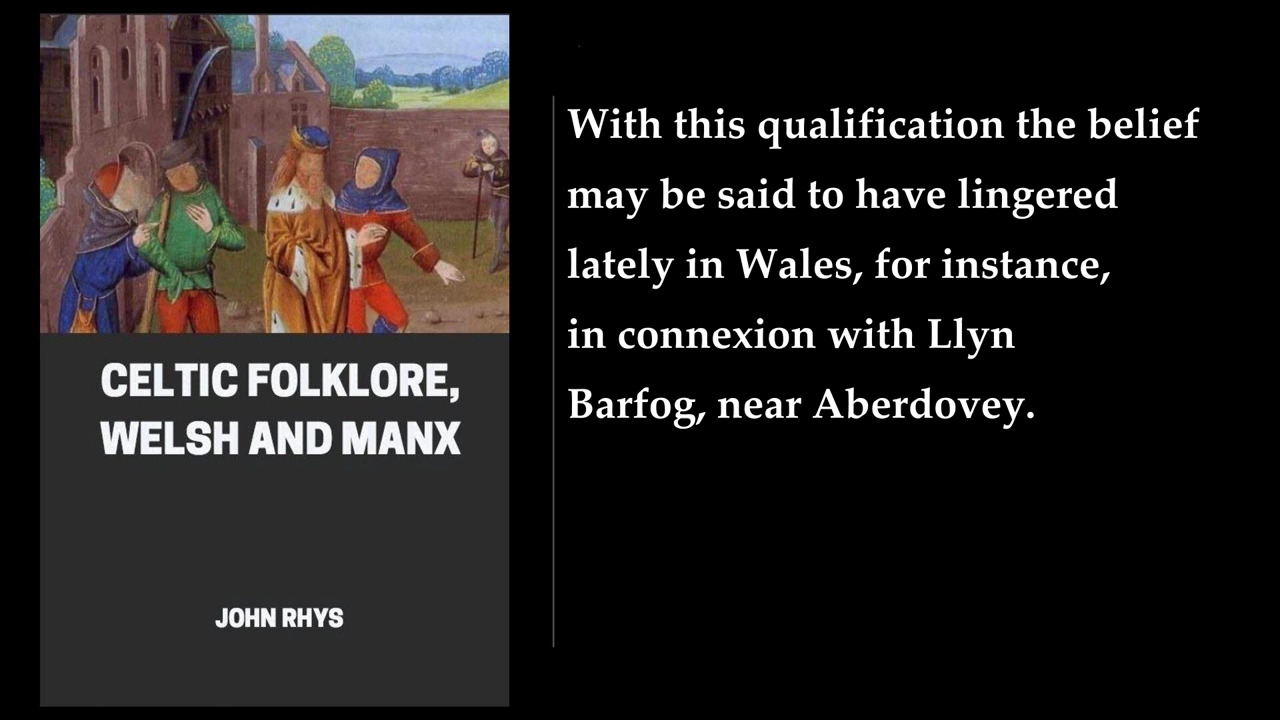 CELTIC FOLKLORE,
WELSH AND MANX
JOHN RHYS
With this qualification the belief
may be said to have lingered
lately in Wales, for instance,
in connexion with Llyn
Barfog, near Aberdovey.